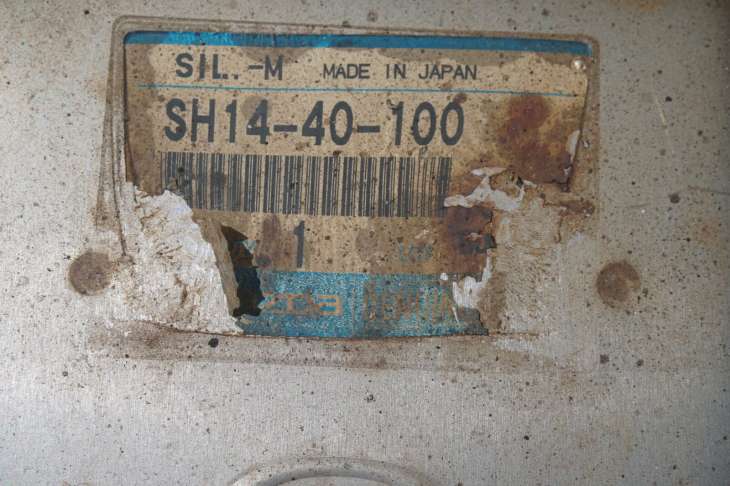 SIL.-M MADE IN JAPAN
SH14-40-100
1